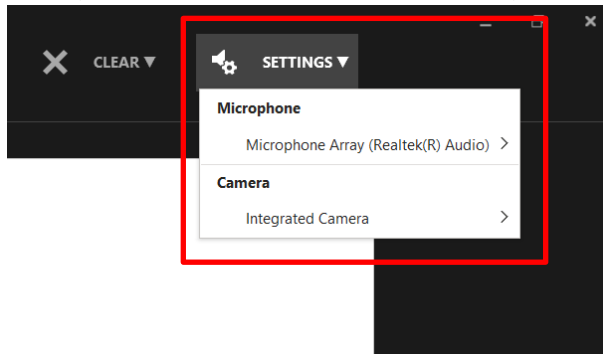 CLEAR ▼
SETTINGS ▼
Microphone
Microphone Array (Realtek(R) Audio) >
Camera
Integrated Camera >